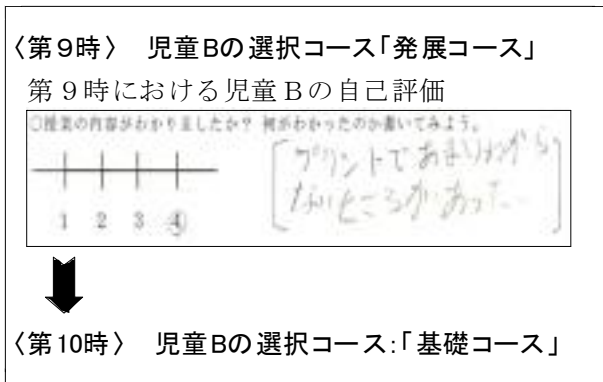 〈第9時〉 児童Bの選択コース「発展コース」
第9時における児童Bの自己評価
○授業の内容がわかりましたか? 何がわかったのか書いてみよう。
プリントであまりわから
ないところがあった
1 2 3 4
〈第10時〉 児童Bの選択コース:「基礎コース」